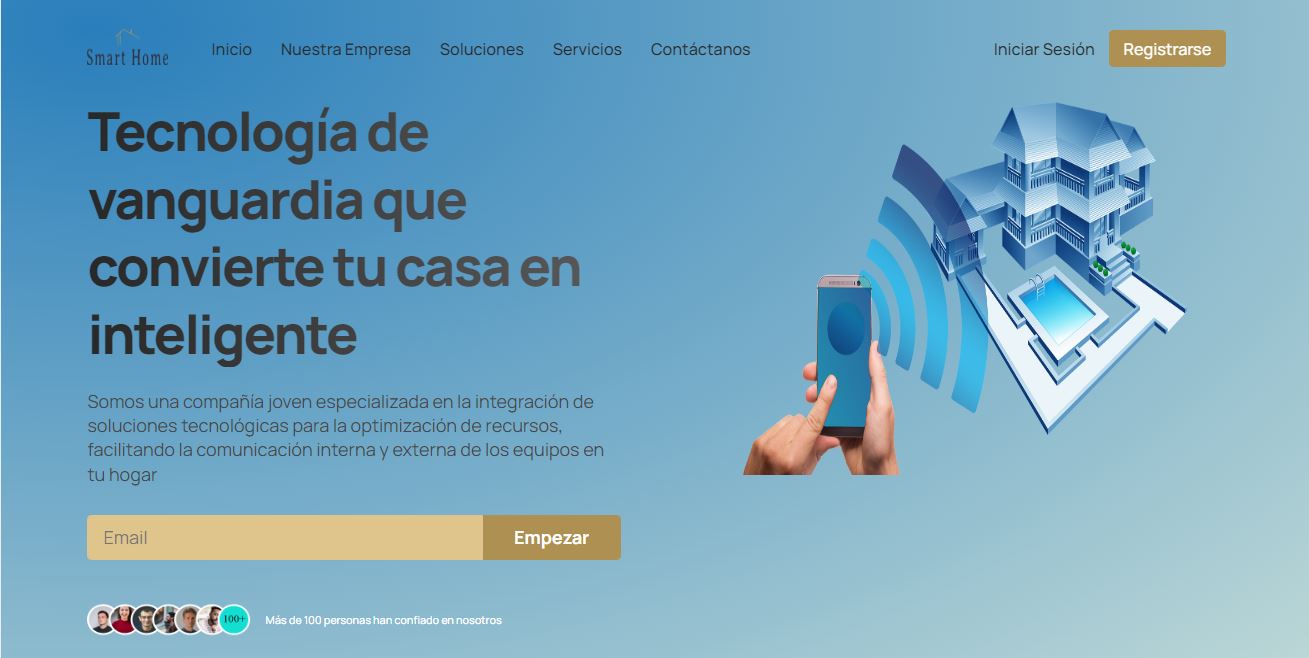 Smart Home
Inicio Nuestra Empresa Soluciones Servicios Contáctanos Iniciar Sesión Registrarse
Tecnología de
vanguardia que
convierte tu casa en
inteligente
Somos una compañía joven especializada en la integración de
soluciones tecnológicas para la optimización de recursos,
facilitando la comunicación interna y externa de los equipos en
tu hogar
Email Empezar
100+ Más de 100 personas han confiado en nosotros